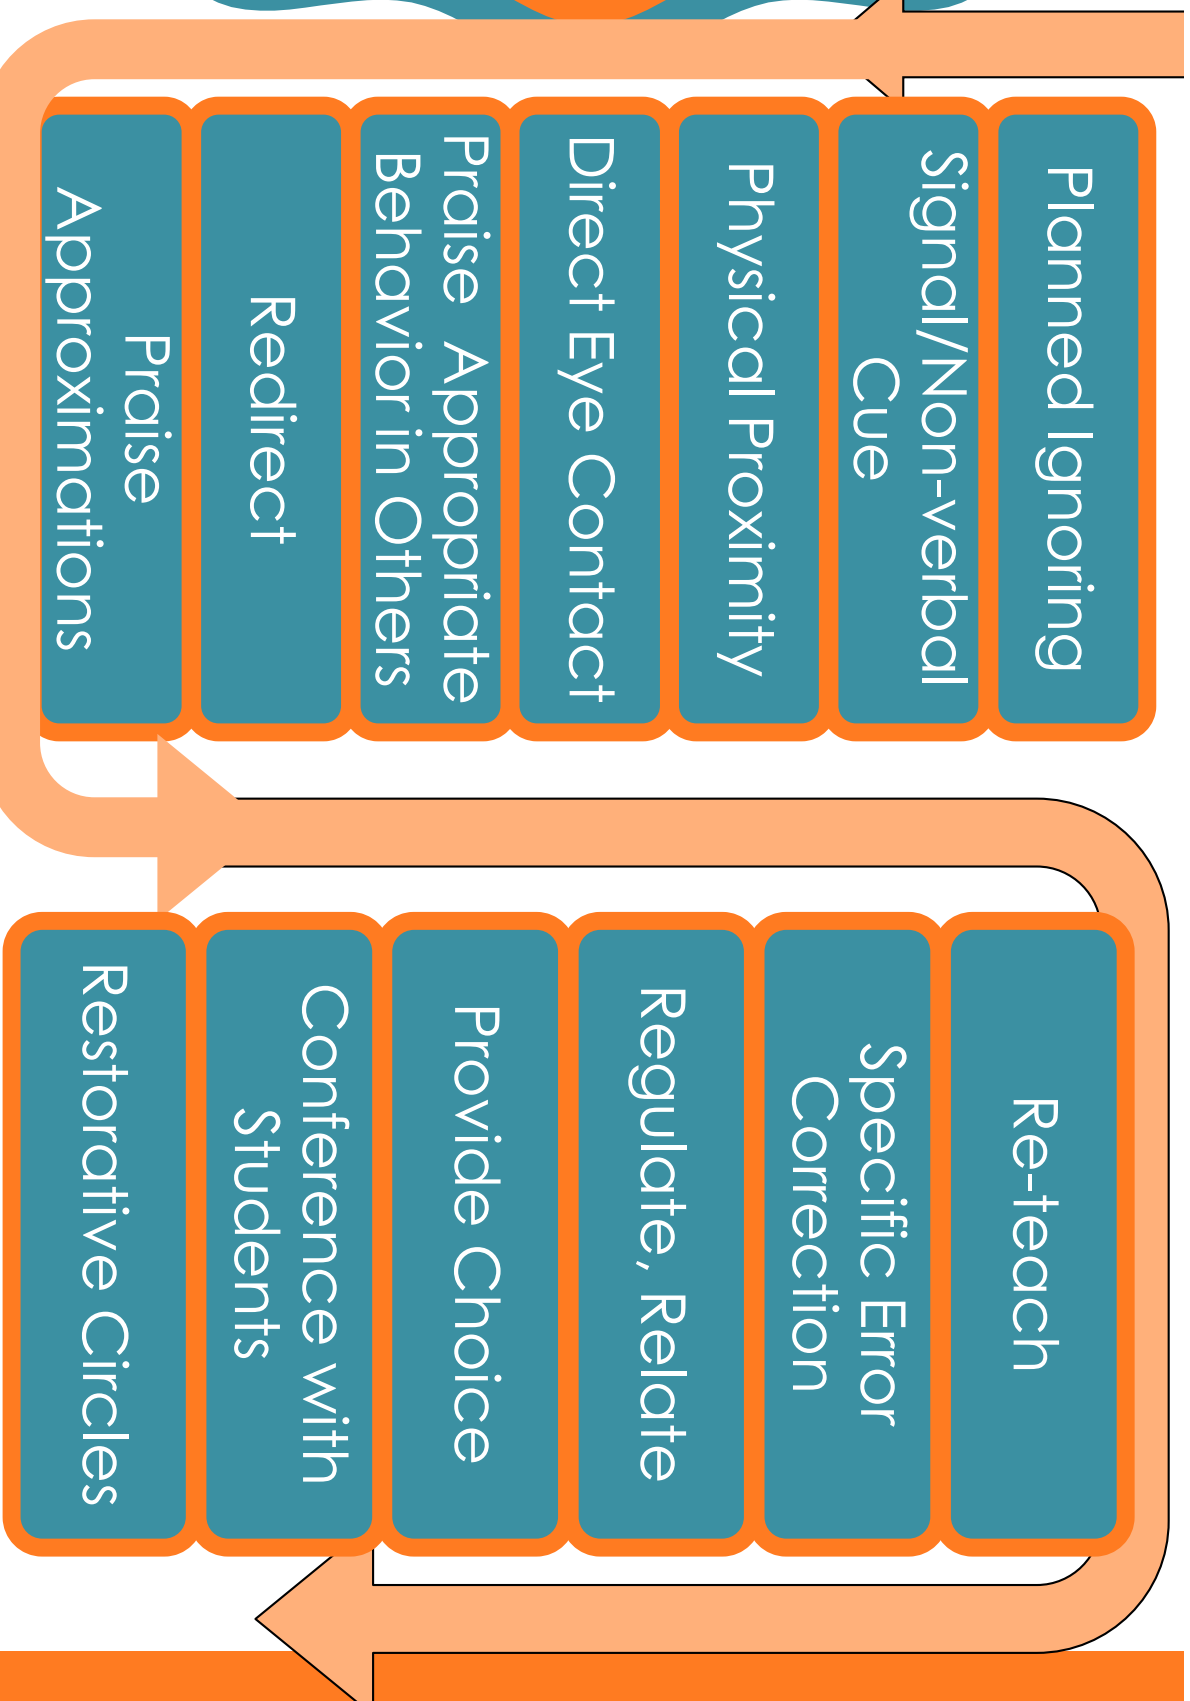 Planned Ignoring
Signal/Non-verbal
Cue
Physical Proximity
Direct Eye Contact
Praise Appropriate
Behavior in Others
Redirect
Praise
Approximations
Re-teach
Specific Error
Correction
Regulate, Relate
Provide Choice
Conference with
Students
Restorative Circles